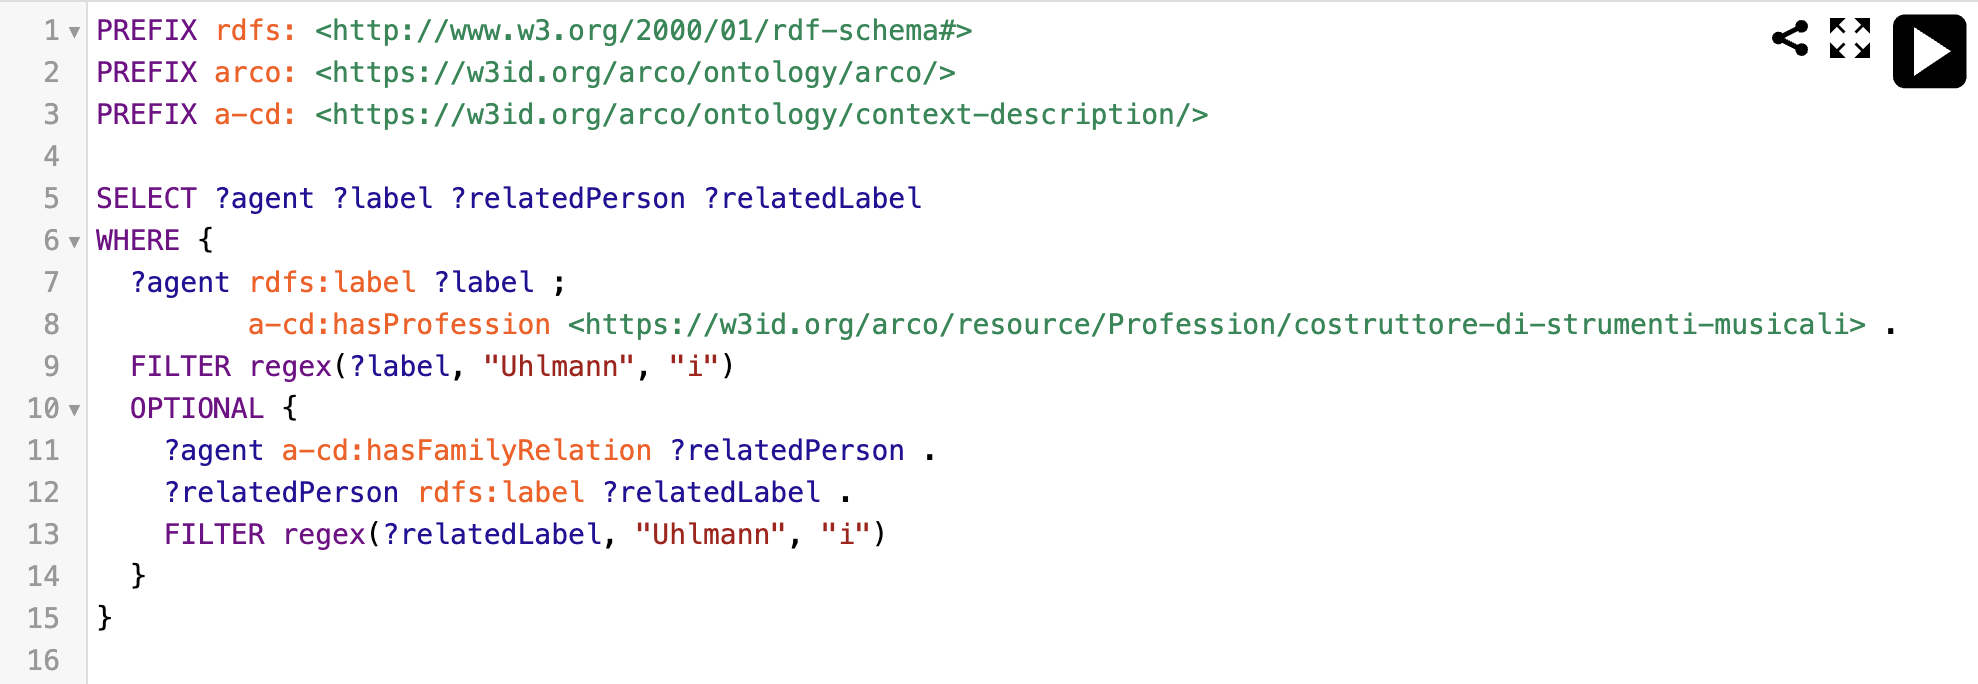 1 PREFIX rdfs: <http://www.w3.org/2000/01/rdf-schema#>
2 PREFIX arco: <https://w3id.org/arco/ontology/arco/>
3 PREFIX a-cd: <https://w3id.org/arco/ontology/context-description/>
4
5 SELECT ?agent ?label ?relatedPerson ?relatedLabel
6 WHERE {
7   ?agent rdfs:label ?label ;
8          a-cd:hasProfession <https://w3id.org/arco/resource/Profession/costruttore-di-strumenti-musicali> .
9   FILTER regex(?label, "Uhlmann", "i")
10   OPTIONAL {
11     ?agent a-cd:hasFamilyRelation ?relatedPerson .
12     ?relatedPerson rdfs:label ?relatedLabel .
13     FILTER regex(?relatedLabel, "Uhlmann", "i")
14   }
15 }
16